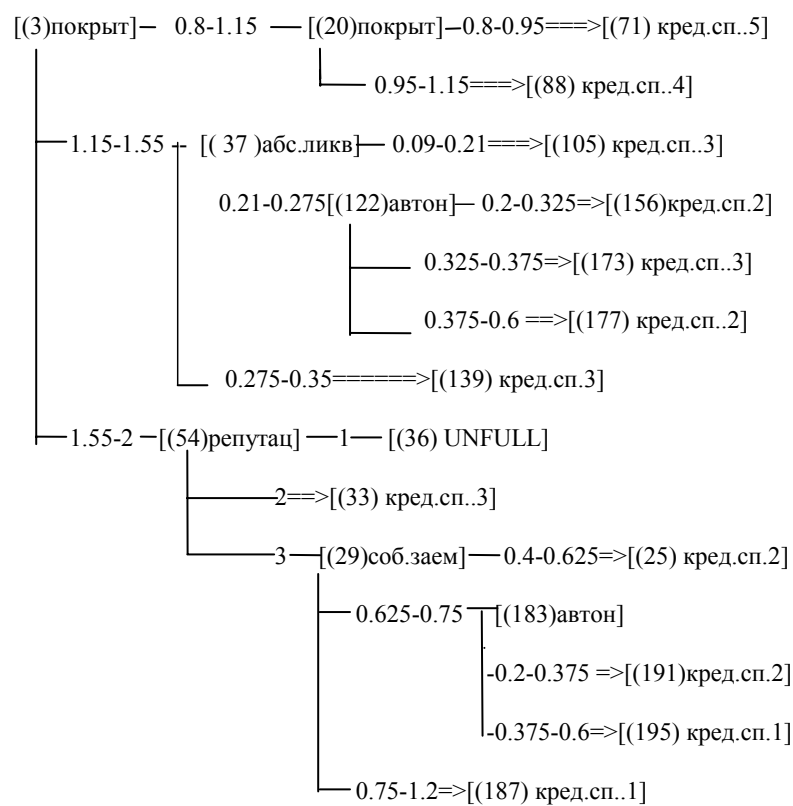 [(3)покрыт] 0.8-1.15 [(20)покрыт] 0.8-0.95===>[(71) кред.сп..5]
0.95-1.15===>[(88) кред.сп..4]
1.15-1.55 [( 37 )абс.ликв] 0.09-0.21===>[(105) кред.сп..3]
0.21-0.275[(122)автон] 0.2-0.325=>[(156)кред.сп.2]
0.325-0.375=>[(173) кред.сп..3]
0.375-0.6 ==>[(177) кред.сп..2]
0.275-0.35======>[(139) кред.сп.3]
1.55-2 [(54)репутац] 1 [(36) UNFULL]
2==>[(33) кред.сп..3]
3 [(29)соб.заем] 0.4-0.625=>[(25) кред.сп.2]
0.625-0.75 [(183)автон]
-0.2-0.375 =>[(191)кред.сп.2]
-0.375-0.6=>[(195) кред.сп.1]
0.75-1.2=>[(187) кред.сп..1]